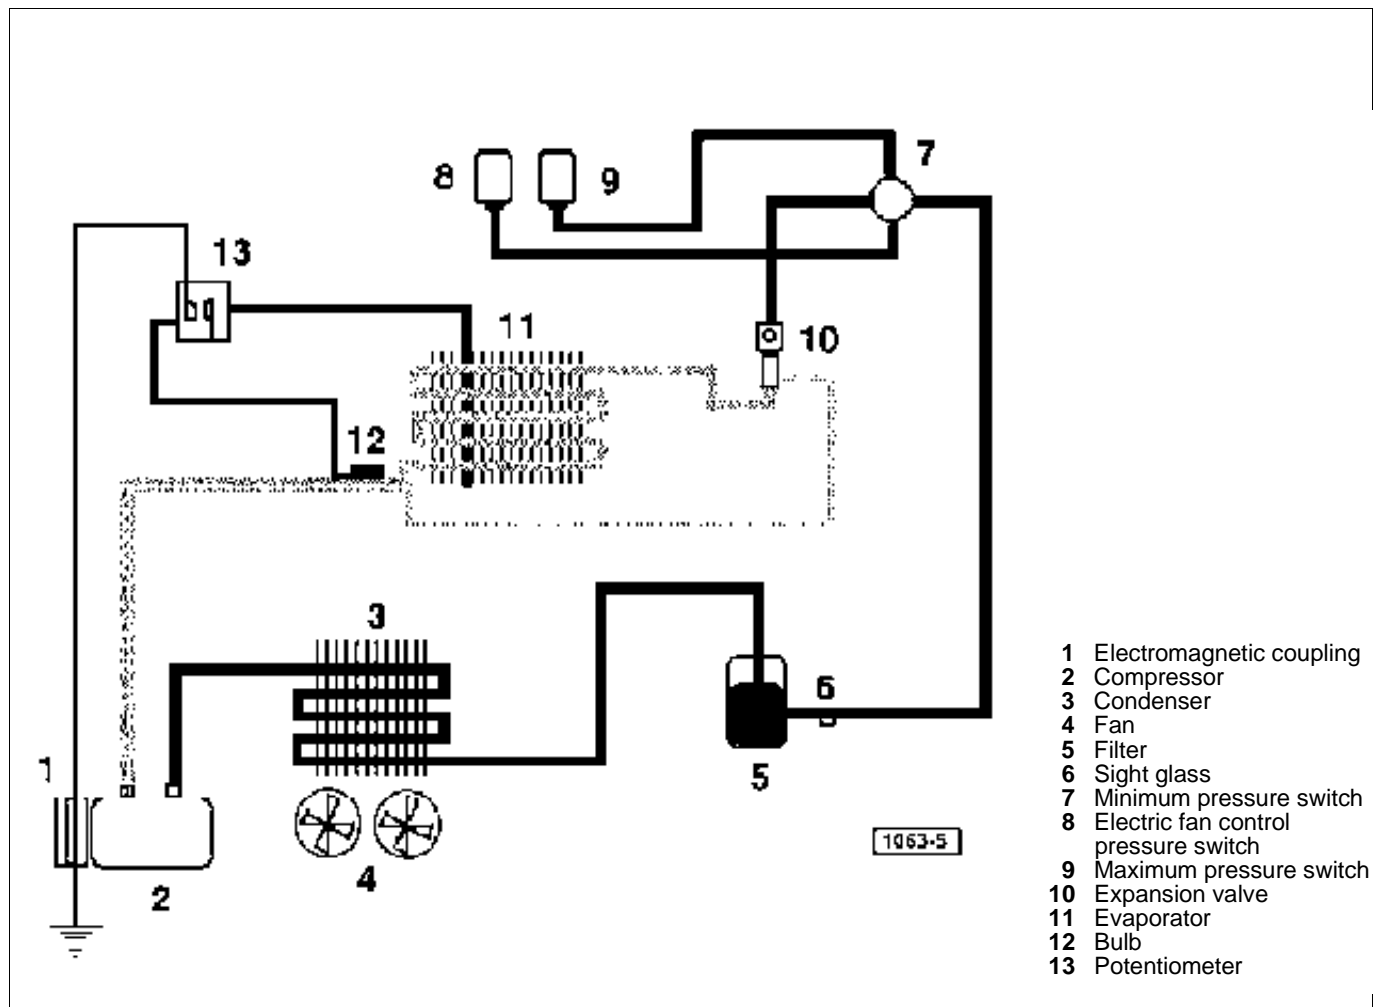 7
8
9
13
11
10
12
3
6
1
5
1063-5
4
2
1 Electromagnetic coupling
2 Compressor
3 Condenser
4 Fan
5 Filter
6 Sight glass
7 Minimum pressure switch
8 Electric fan control
pressure switch
9 Maximum pressure switch
10 Expansion valve
11 Evaporator
12 Bulb
13 Potentiometer